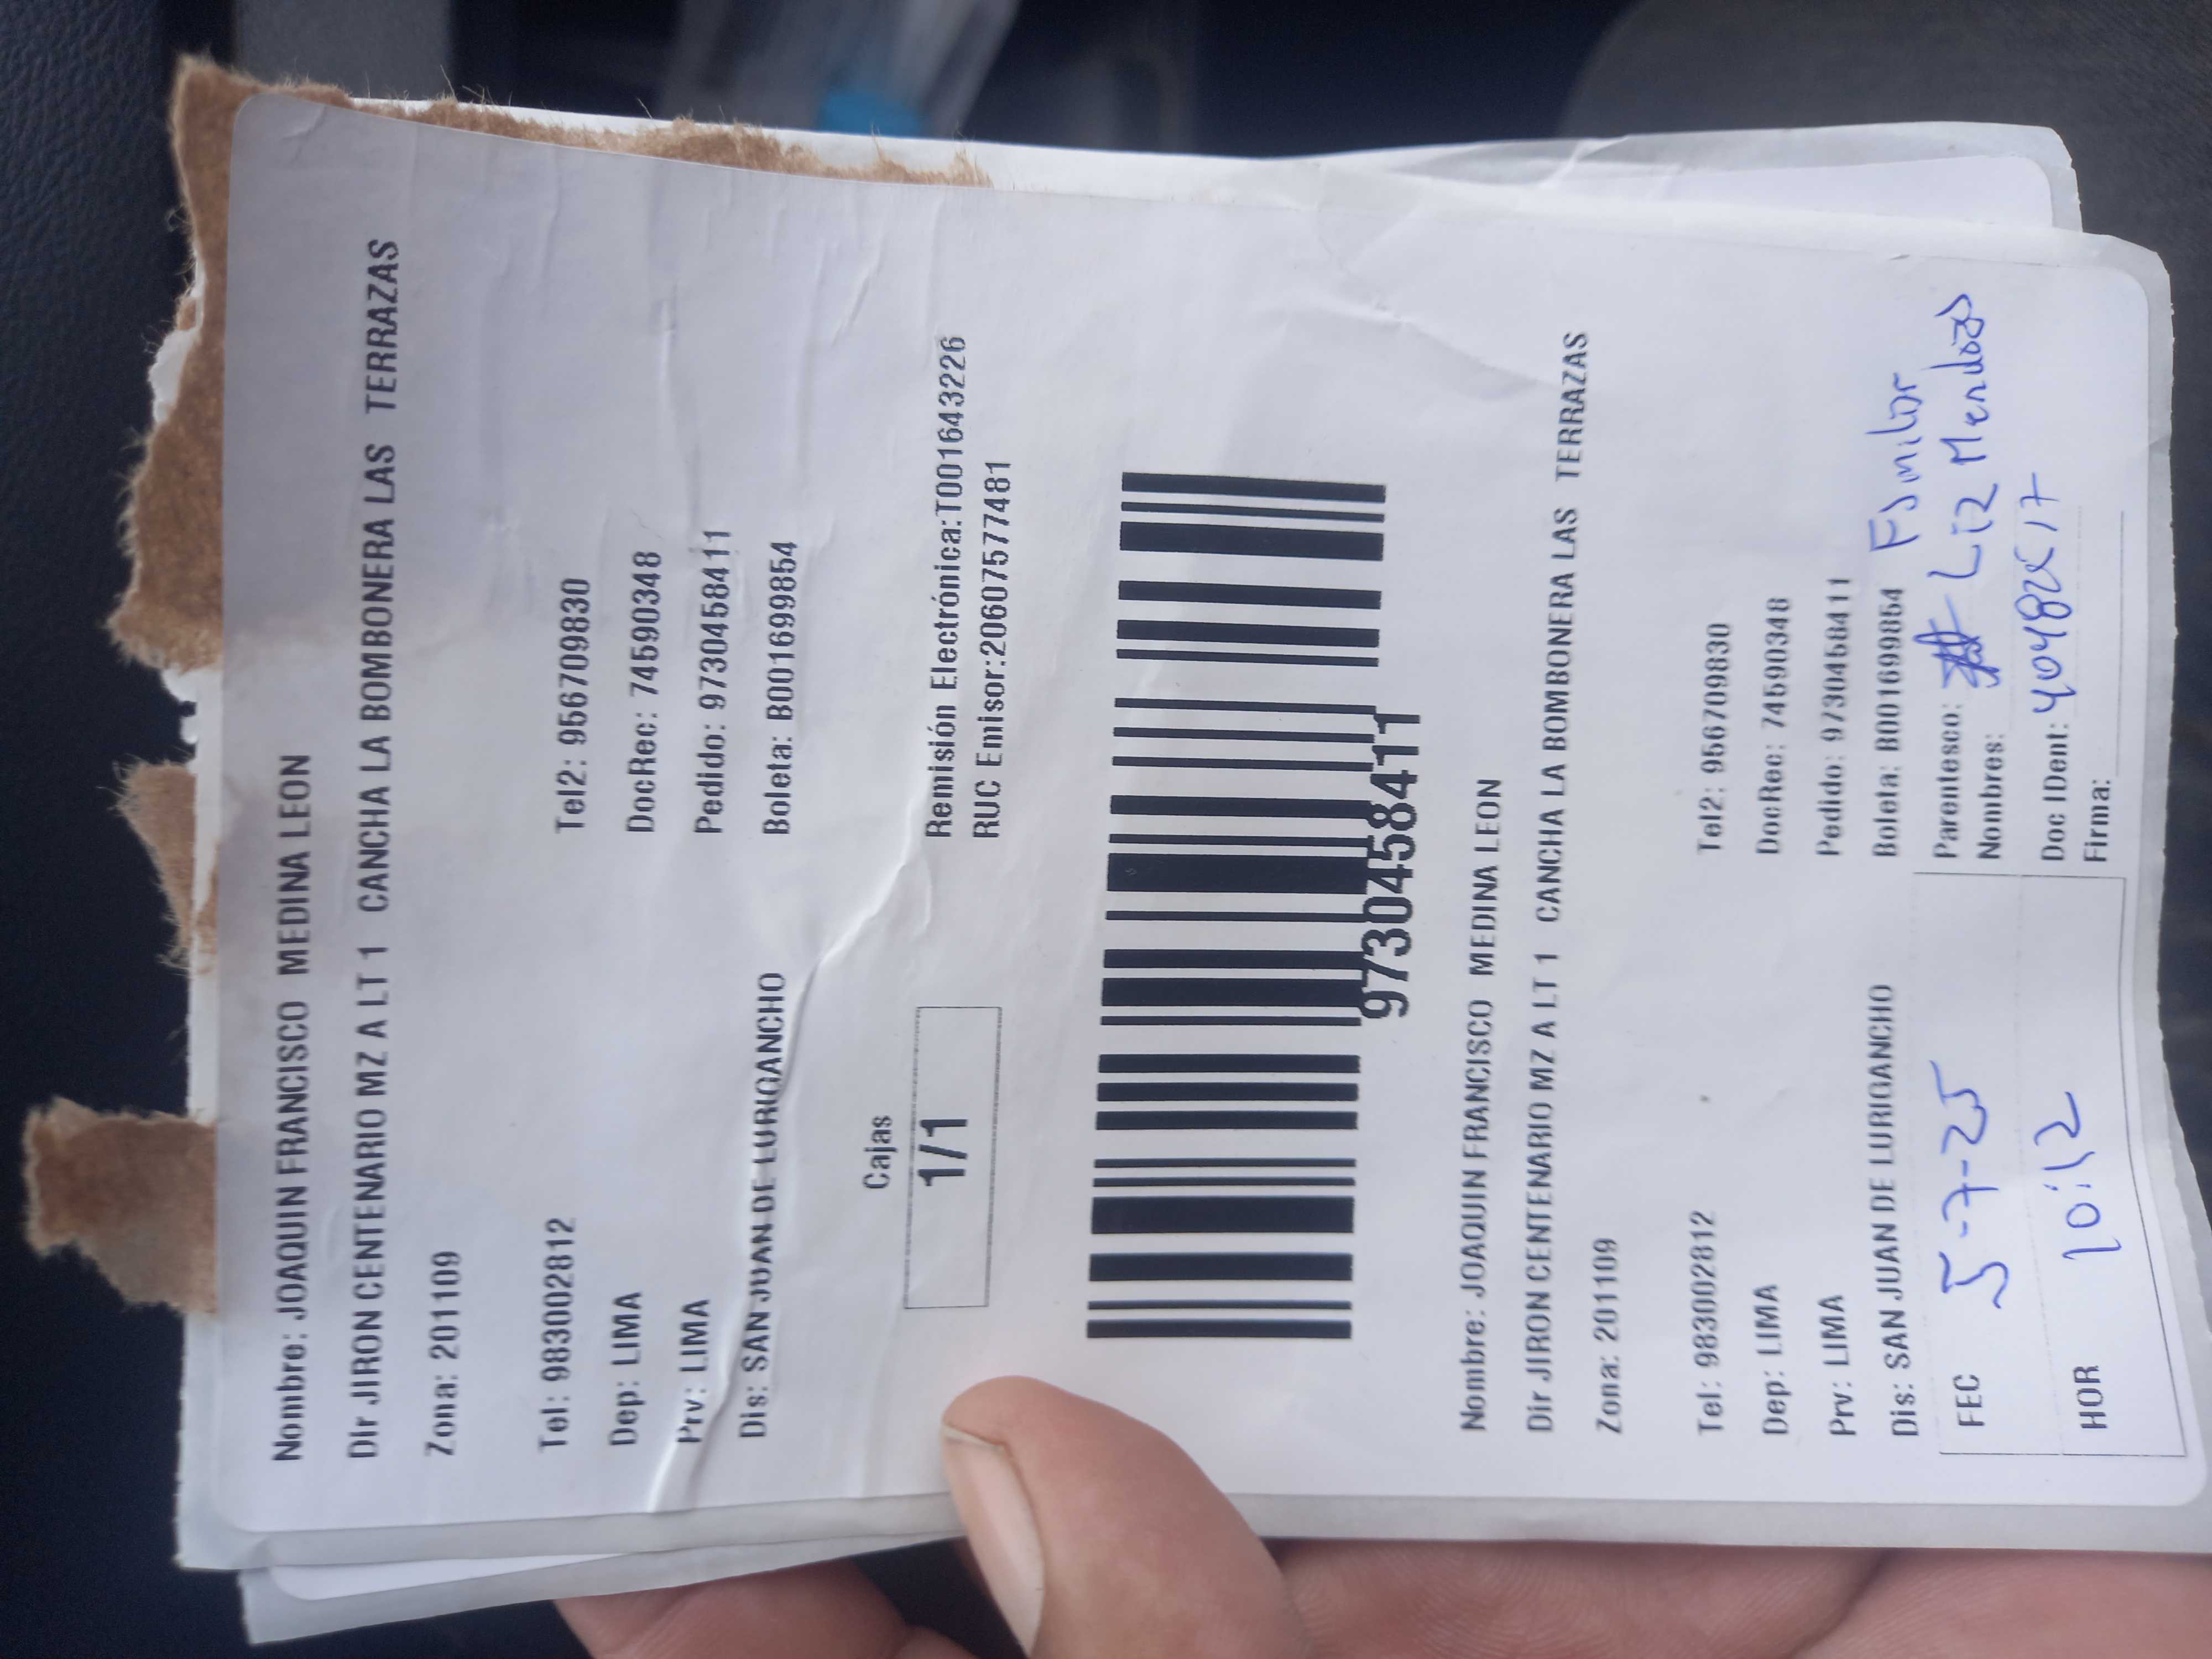 Nombre: JOAQUIN FRANCISCO MEDINA LEON
Dir JIRON CENTENARIO MZ A LT 1 CANCHA LA BOMBONERA LAS TERRAZAS
Zona: 201109
Tel: 983002812 Tel2: 956709830
Dep: LIMA DocRec: 74590348
Prv: LIMA Pedido: 9730458411
Dis: SAN JUAN DE LURIGANCHO Boleta: B001699854
Cajas
1/1
Remisión Electrónica:T001643226
RUC Emisor:20607577481
9730458411
Nombre: JOAQUIN FRANCISCO MEDINA LEON
Dir JIRON CENTENARIO MZ A LT 1 CANCHA LA BOMBONERA LAS TERRAZAS
Zona: 201109
Tel: 983002812 Tel2: 956709830
Dep: LIMA DocRec: 74590348
Prv: LIMA Pedido: 9730458411
Dis: SAN JUAN DE LURIGANCHO Boleta: B001699854
FEC 5-7-25
HOR 10:12
Parentesco: Familiar
Nombres: Liz Mendoza
Doc IDent:
Firma: